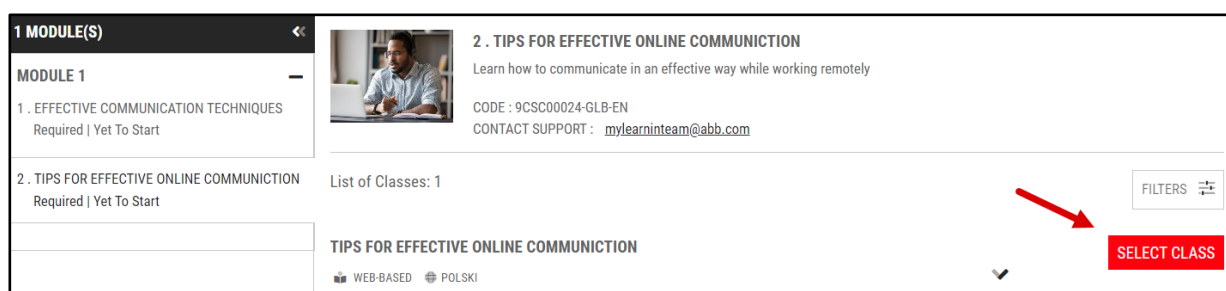 1 MODULE(S)
MODULE 1
1 . EFFECTIVE COMMUNICATION TECHNIQUES
Required | Yet To Start
2 . TIPS FOR EFFECTIVE ONLINE COMMUNICTION
Required | Yet To Start
2 . TIPS FOR EFFECTIVE ONLINE COMMUNICTION
Learn how to communicate in an effective way while working remotely
CODE : 9CSC00024-GLB-EN
CONTACT SUPPORT : mylearninteam@abb.com
List of Classes: 1
FILTERS
TIPS FOR EFFECTIVE ONLINE COMMUNICTION
SELECT CLASS
WEB-BASED POLSKI